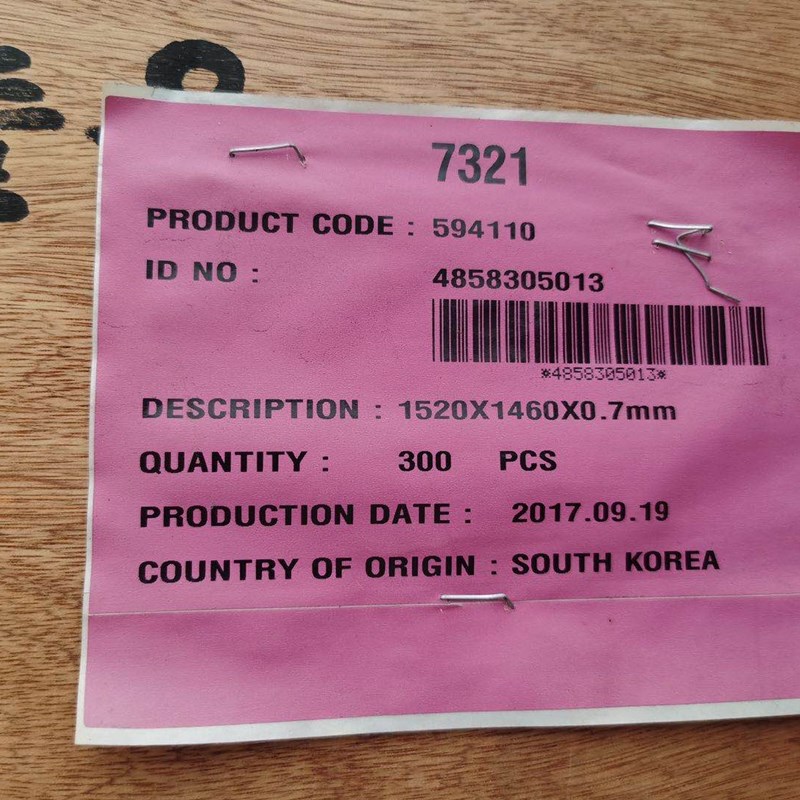 7321
PRODUCT CODE : 594110
ID NO : 4858305013
*4858305013*
DESCRIPTION : 1520X1460X0.7mm
QUANTITY : 300 PCS
PRODUCTION DATE : 2017.09.19
COUNTRY OF ORIGIN : SOUTH KOREA